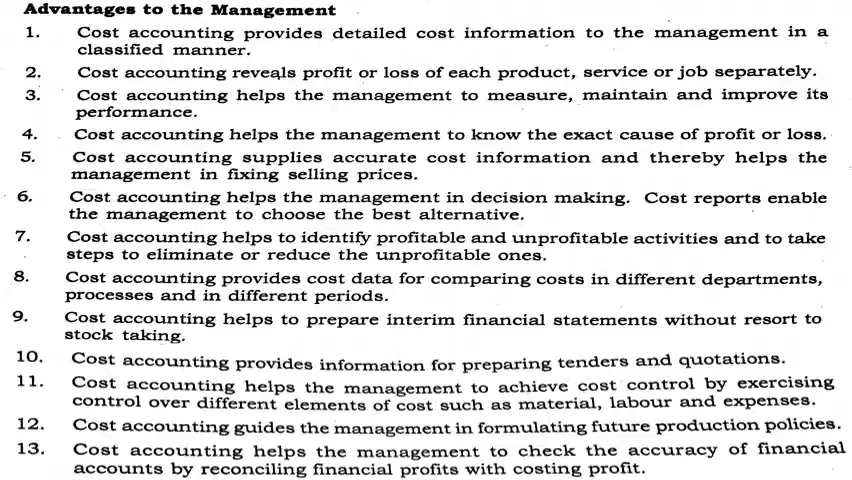 Advantages to the Management
1. Cost accounting provides detailed cost information to the management in a
classified manner.
2. Cost accounting reveals profit or loss of each product, service or job separately.
3. Cost accounting helps the management to measure, maintain and improve its
performance.
4. Cost accounting helps the management to know the exact cause of profit or loss.
5. Cost accounting supplies accurate cost information and thereby helps the
management in fixing selling prices.
6. Cost accounting helps the management in decision making. Cost reports enable
the management to choose the best alternative.
7. Cost accounting helps to identify profitable and unprofitable activities and to take
steps to eliminate or reduce the unprofitable ones.
8. Cost accounting provides cost data for comparing costs in different departments,
processes and in different periods.
9. Cost accounting helps to prepare interim financial statements without resort to
stock taking.
10. Cost accounting provides information for preparing tenders and quotations.
11. Cost accounting helps the management to achieve cost control by exercising
control over different elements of cost such as material, labour and expenses.
12. Cost accounting guides the management in formulating future production policies.
13. Cost accounting helps the management to check the accuracy of financial
accounts by reconciling financial profits with costing profit.